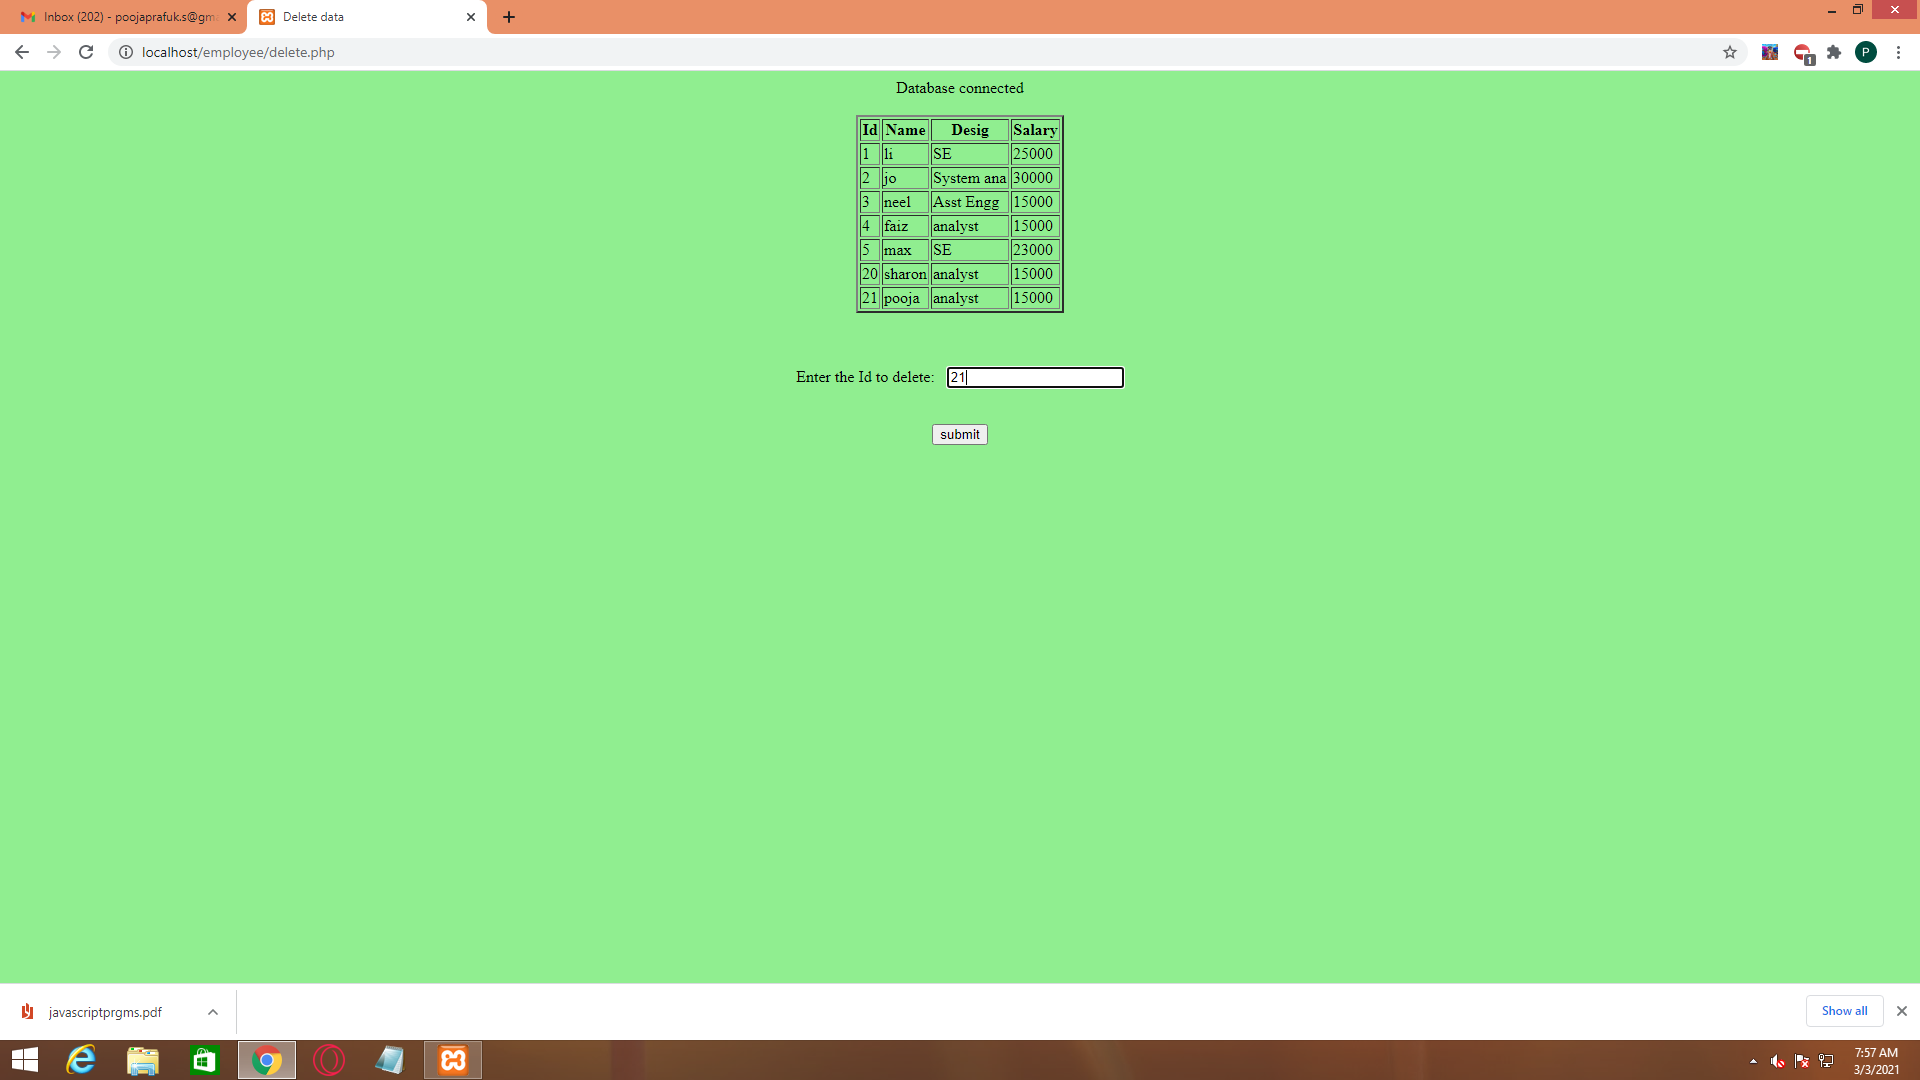 Inbox (202) - poojaprafuk.s@gm
Delete data
localhost/employee/delete.php
1
P
Database connected
Id Name Desig Salary
1 li SE 25000
2 jo System ana 30000
3 neel Asst Engg 15000
4 faiz analyst 15000
5 max SE 23000
20 sharon analyst 15000
21 pooja analyst 15000
Enter the Id to delete: 21
submit
javascriptprgms.pdf
Show all
7:57 AM
3/3/2021